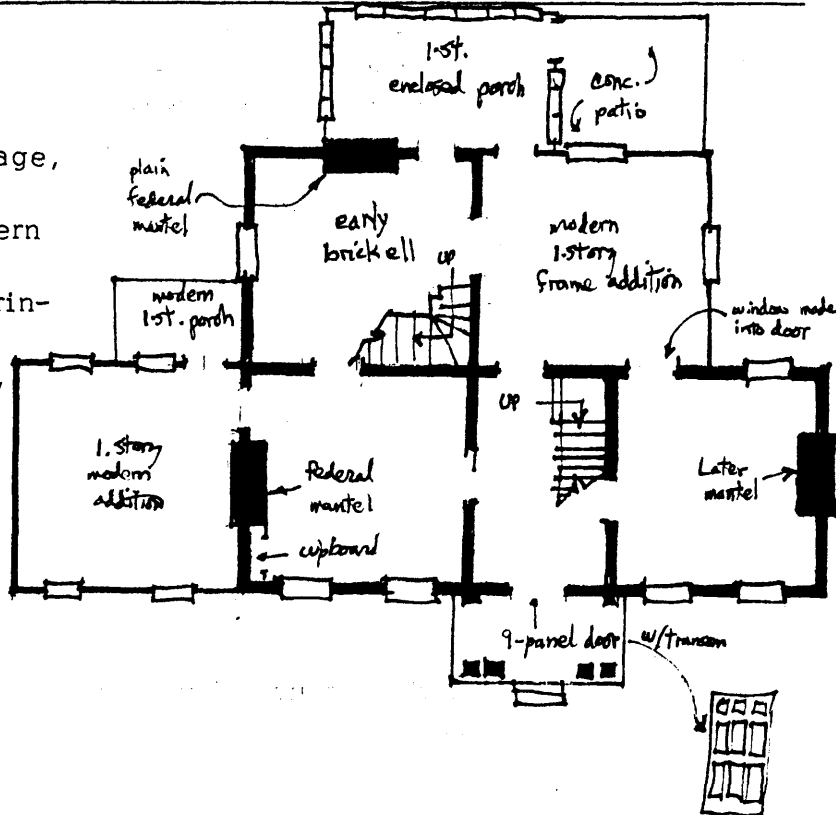 age,
ern
rin-
,
1-st.
enclosed porch
conc.
patio
plain
federal
mantel
early
brick ell
UP
modern
1-story
frame addition
modern
1-st. porch
window made
into door
UP
1-story
modern
addition
Federal
mantel
cupboard
Later
mantel
9-panel door w/transom